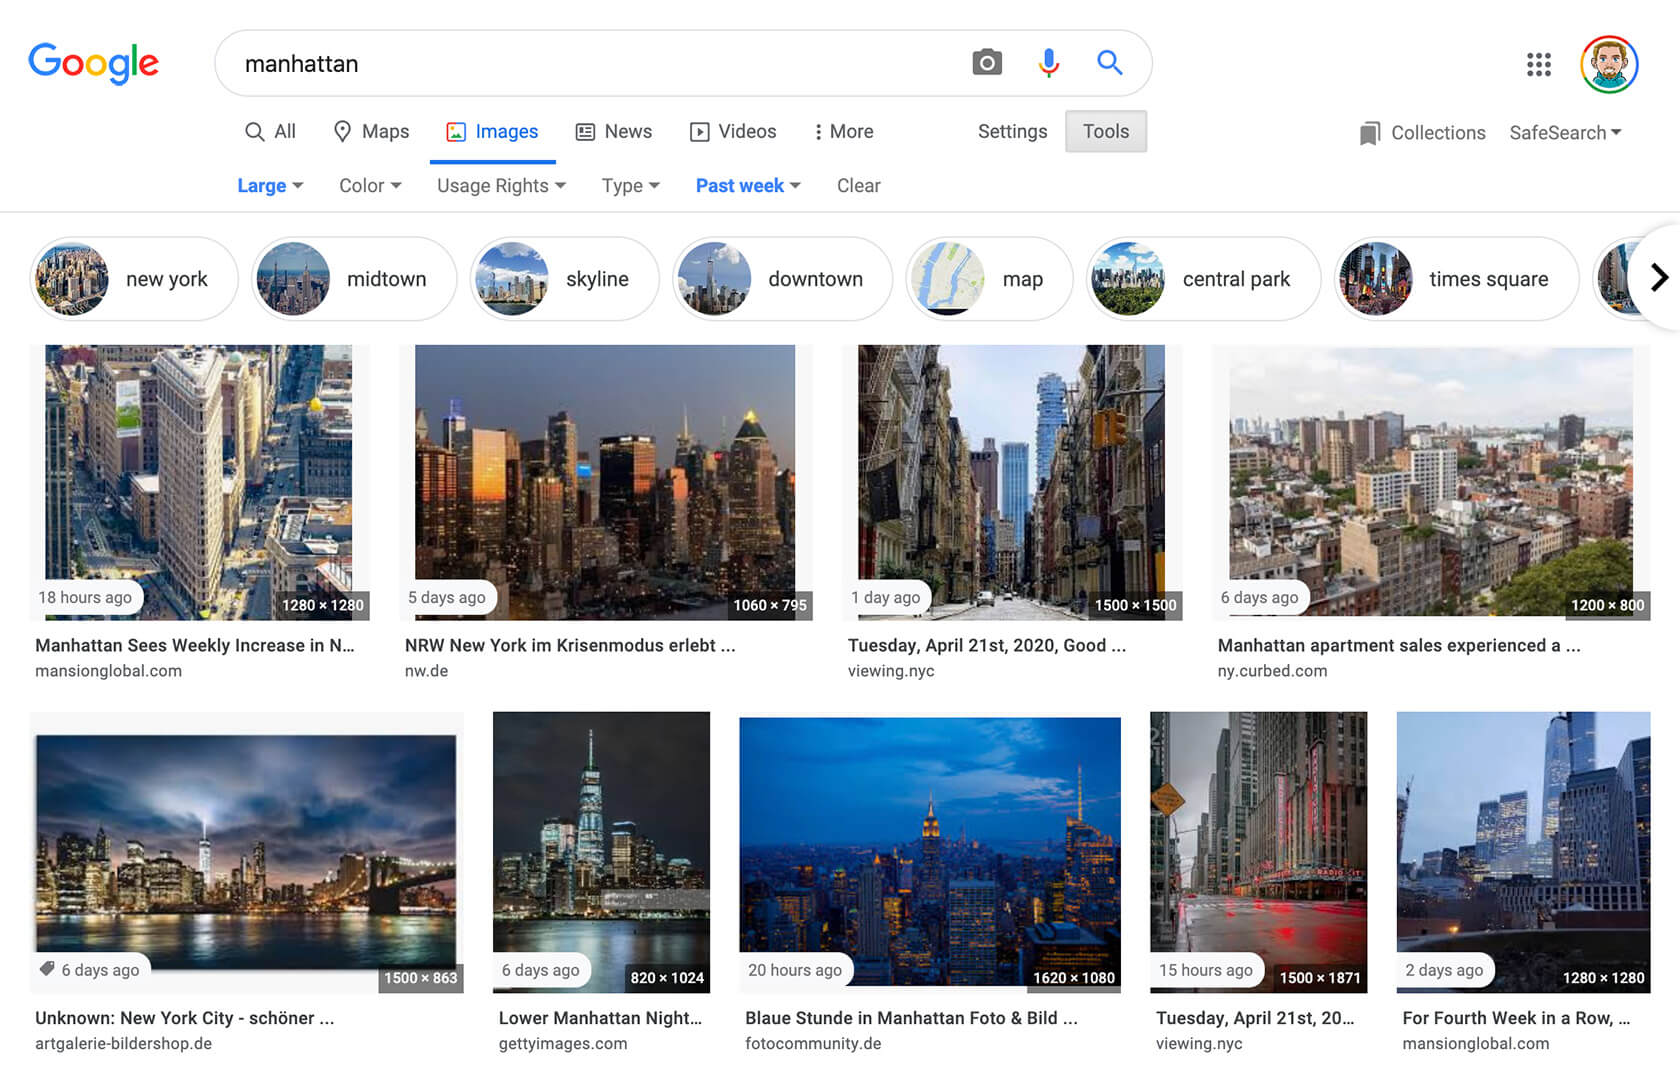 Google
manhattan
All
Maps
Images
News
Videos
More
Settings
Tools
Collections
SafeSearch
Large
Color
Usage Rights
Type
Past week
Clear
new york
midtown
skyline
downtown
map
central park
times square
18 hours ago
1280 × 1280
5 days ago
1060 × 795
1 day ago
1500 × 1500
6 days ago
1200 × 800
Manhattan Sees Weekly Increase in N...
mansionglobal.com
NRW New York im Krisenmodus erlebt ...
nw.de
Tuesday, April 21st, 2020, Good ...
viewing.nyc
Manhattan apartment sales experienced a ...
ny.curbed.com
6 days ago
1500 × 863
6 days ago
820 × 1024
20 hours ago
1620 × 1080
RADIO CITY
15 hours ago
1500 × 1871
2 days ago
1280 × 1280
Unknown: New York City - schöner ...
artgalerie-bildershop.de
Lower Manhattan Night...
gettyimages.com
Blaue Stunde in Manhattan Foto & Bild ...
fotocommunity.de
Tuesday, April 21st, 20...
viewing.nyc
For Fourth Week in a Row, ...
mansionglobal.com